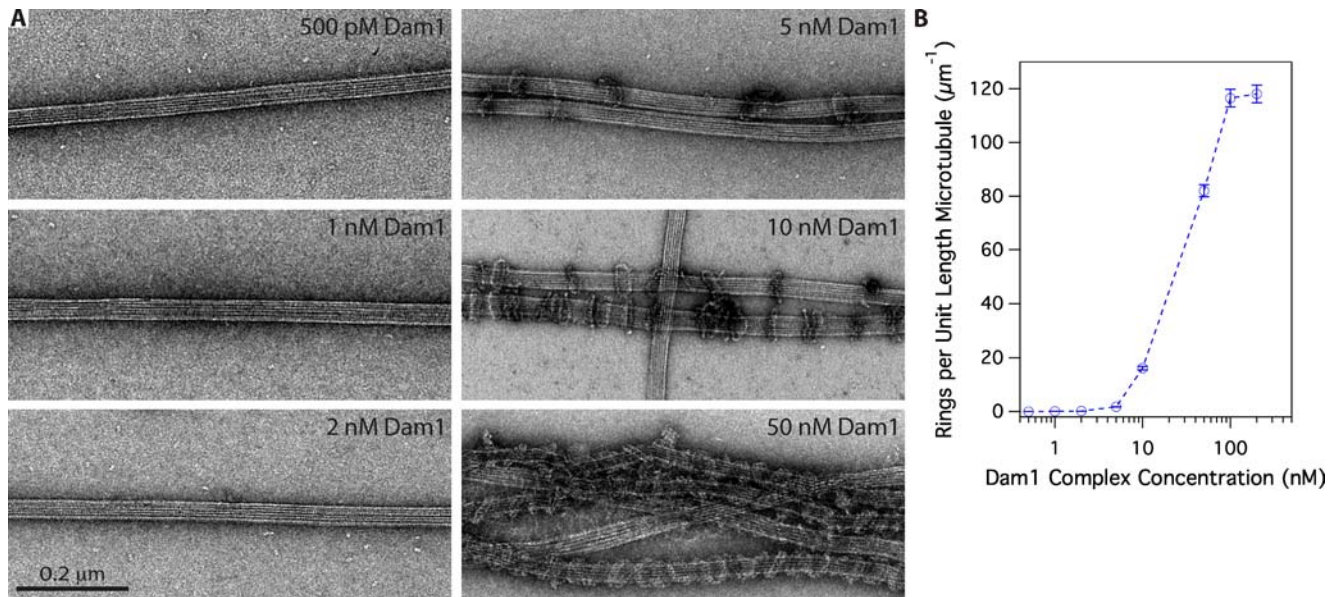 A
500 pM Dam1
5 nM Dam1
1 nM Dam1
10 nM Dam1
2 nM Dam1
0.2 μm
50 nM Dam1
B
Rings per Unit Length Microtubule (μm⁻¹)
120
100
80
60
40
20
0
1
10
100
Dam1 Complex Concentration (nM)